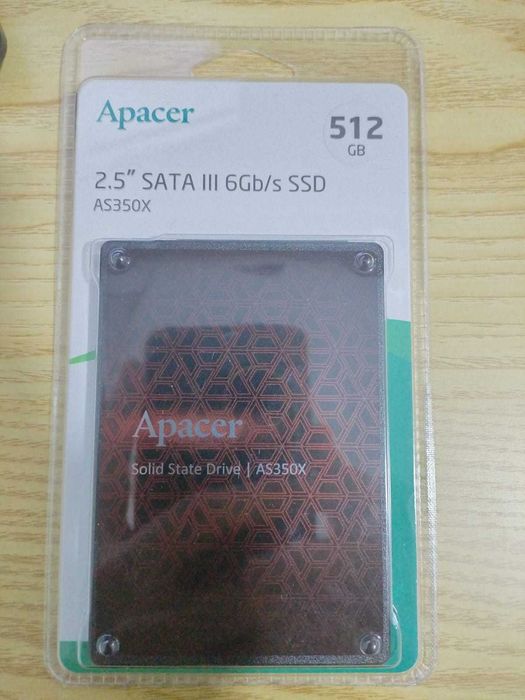 Apacer
512
GB
2.5" SATA III 6Gb/s SSD
AS350X
Apacer
Solid State Drive | AS350X